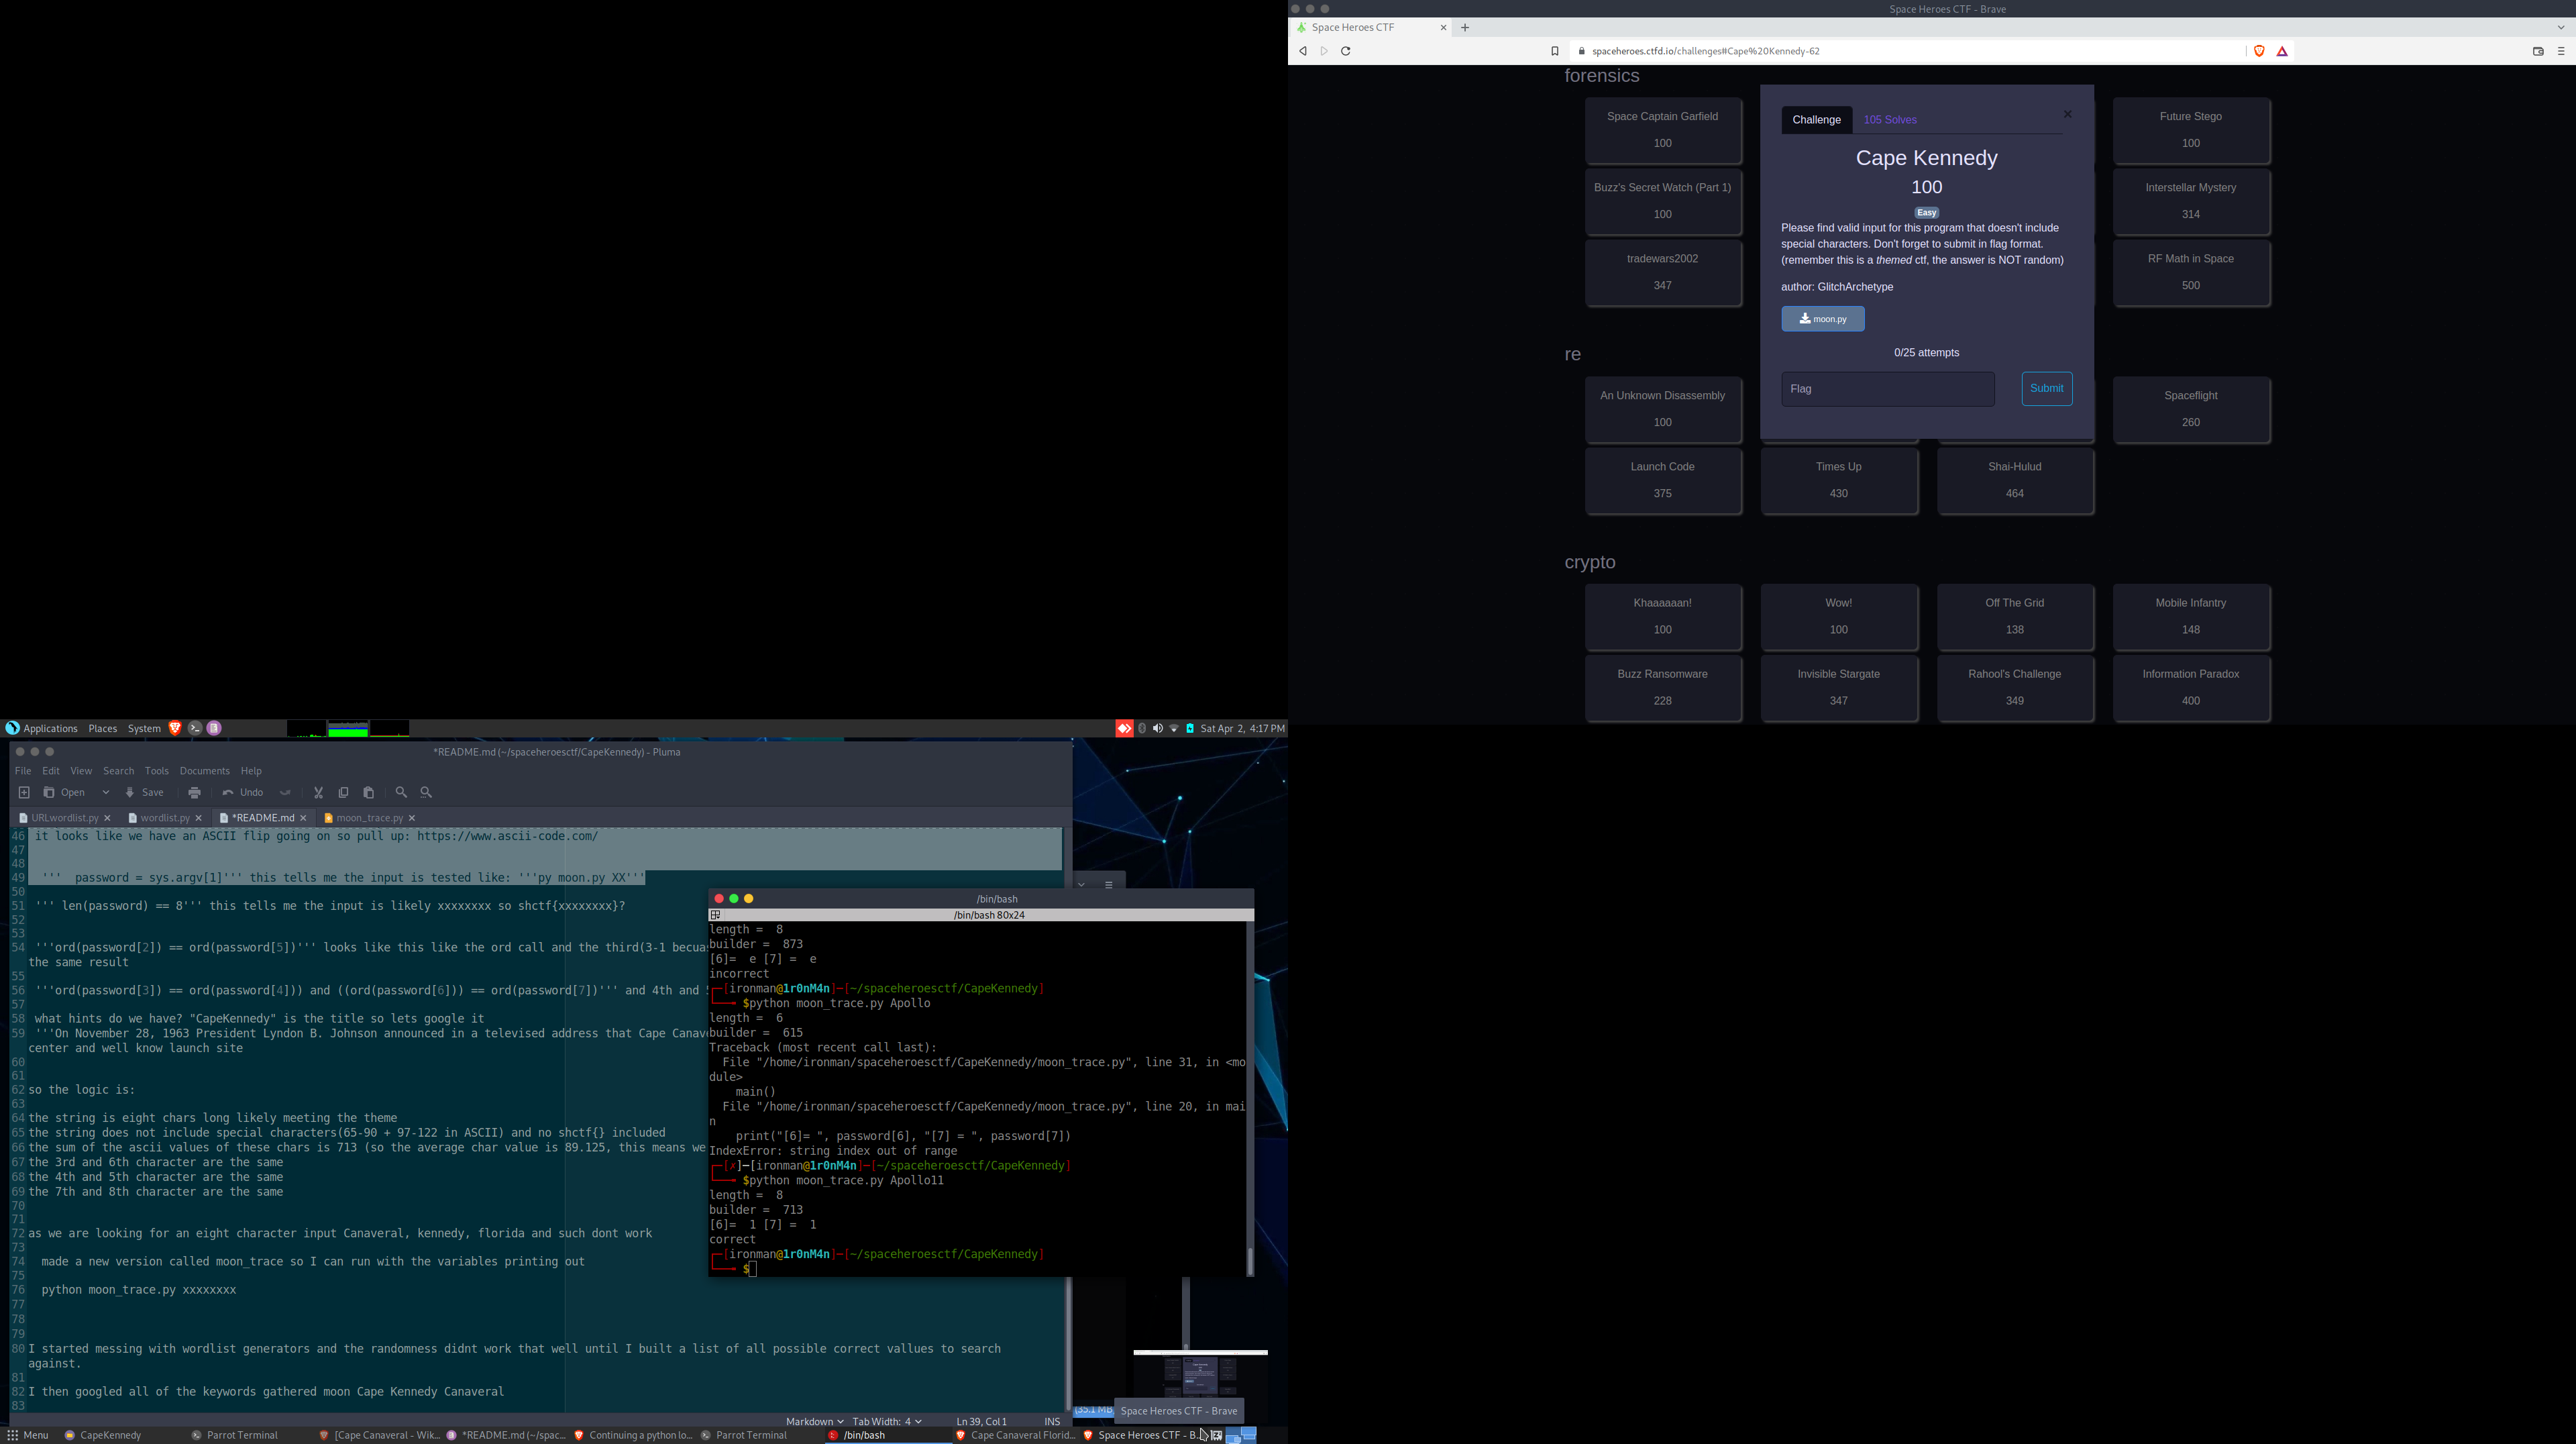 Space Heroes CTF - Brave
Space Heroes CTF
spaceheroes.ctfd.io/challenges#Cape%20Kennedy-62
forensics
Space Captain Garfield
100
Future Stego
100
Buzz's Secret Watch (Part 1)
100
Interstellar Mystery
314
tradewars2002
347
RF Math in Space
500
Challenge
105 Solves
×
Cape Kennedy
100
Easy
Please find valid input for this program that doesn't include
special characters. Don't forget to submit in flag format.
(remember this is a themed ctf, the answer is NOT random)
author: GlitchArchetype
moon.py
0/25 attempts
Flag
Submit
re
An Unknown Disassembly
100
Spaceflight
260
Launch Code
375
Times Up
430
Shai-Hulud
464
crypto
Khaaaaaan!
100
Wow!
100
Off The Grid
138
Mobile Infantry
148
Buzz Ransomware
228
Invisible Stargate
347
Rahool's Challenge
349
Information Paradox
400
Applications Places System
Sat Apr 2, 4:17 PM
*README.md (~/spaceheroesctf/CapeKennedy) - Pluma
File Edit View Search Tools Documents Help
Open Save Undo
URLwordlist.py wordlist.py *README.md moon_trace.py
46 it looks like we have an ASCII flip going on so pull up: https://www.ascii-code.com/
47
48
49 ''' password = sys.argv[1]''' this tells me the input is tested like: '''py moon.py XX'''
50
51 ''' len(password) == 8''' this tells me the input is likely xxxxxxxx so shctf{xxxxxxxx}?
52
53
54 '''ord(password[2]) == ord(password[5])''' looks like this like the ord call and the third(3-1 becua
the same result
55
56 '''ord(password[3]) == ord(password[4])) and ((ord(password[6])) == ord(password[7])''' and 4th and
57
58 what hints do we have? "CapeKennedy" is the title so lets google it
59 '''On November 28, 1963 President Lyndon B. Johnson announced in a televised address that Cape Canav
center and well know launch site
60
61
62 so the logic is:
63
64 the string is eight chars long likely meeting the theme
65 the string does not include special characters(65-90 + 97-122 in ASCII) and no shctf{} included
66 the sum of the ascii values of these chars is 713 (so the average char value is 89.125, this means we
67 the 3rd and 6th character are the same
68 the 4th and 5th character are the same
69 the 7th and 8th character are the same
70
71
72 as we are looking for an eight character input Canaveral, kennedy, florida and such dont work
73
74 made a new version called moon_trace so I can run with the variables printing out
75
76 python moon_trace.py xxxxxxxx
77
78
79
80 I started messing with wordlist generators and the randomness didnt work that well until I built a list of all possible correct vallues to search
against.
81
82 I then googled all of the keywords gathered moon Cape Kennedy Canaveral
83
Markdown Tab Width: 4 Ln 39, Col 1 INS
/bin/bash
/bin/bash 80x24
length = 8
builder = 873
[6]= e [7] = e
incorrect
[ironman@1r0nM4n]─[~/spaceheroesctf/CapeKennedy]
$python moon_trace.py Apollo
length = 6
builder = 615
Traceback (most recent call last):
File "/home/ironman/spaceheroesctf/CapeKennedy/moon_trace.py", line 31, in <mo
dule>
main()
File "/home/ironman/spaceheroesctf/CapeKennedy/moon_trace.py", line 20, in mai
n
print("[6]= ", password[6], "[7] = ", password[7])
IndexError: string index out of range
[✗]─[ironman@1r0nM4n]─[~/spaceheroesctf/CapeKennedy]
$python moon_trace.py Apollo11
length = 8
builder = 713
[6]= 1 [7] = 1
correct
[ironman@1r0nM4n]─[~/spaceheroesctf/CapeKennedy]
$
(35.1 MB
Space Heroes CTF - Brave
Menu CapeKennedy Parrot Terminal [Cape Canaveral - Wik... *README.md (~/spac... Continuing a python lo... Parrot Terminal /bin/bash Cape Canaveral Florid... Space Heroes CTF - B...